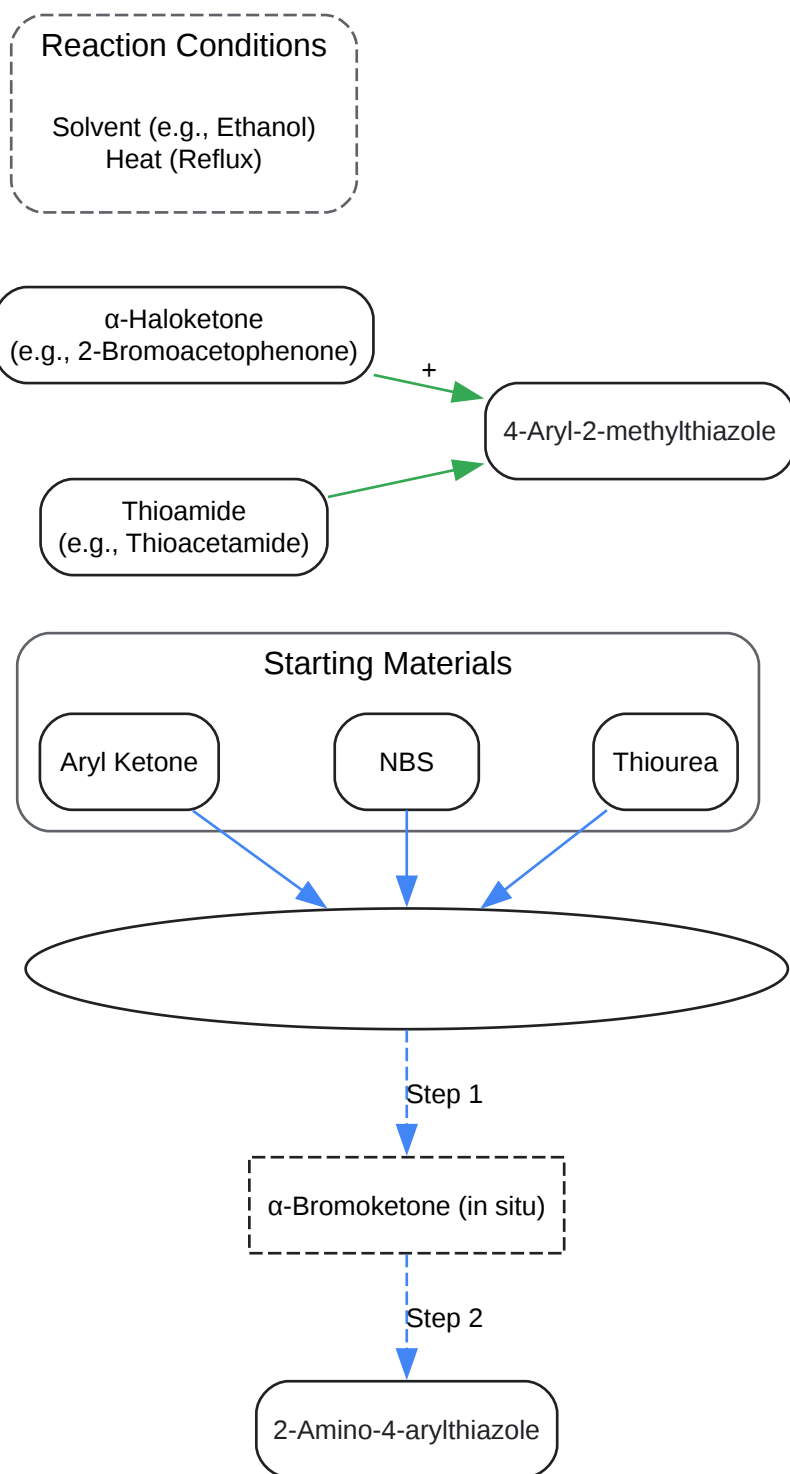 Reaction Conditions
Solvent (e.g., Ethanol)
Heat (Reflux)
α-Haloketone
(e.g., 2-Bromoacetophenone)
+
4-Aryl-2-methylthiazole
Thioamide
(e.g., Thioacetamide)
Starting Materials
Aryl Ketone
NBS
Thiourea
Step 1
α-Bromoketone (in situ)
Step 2
2-Amino-4-arylthiazole